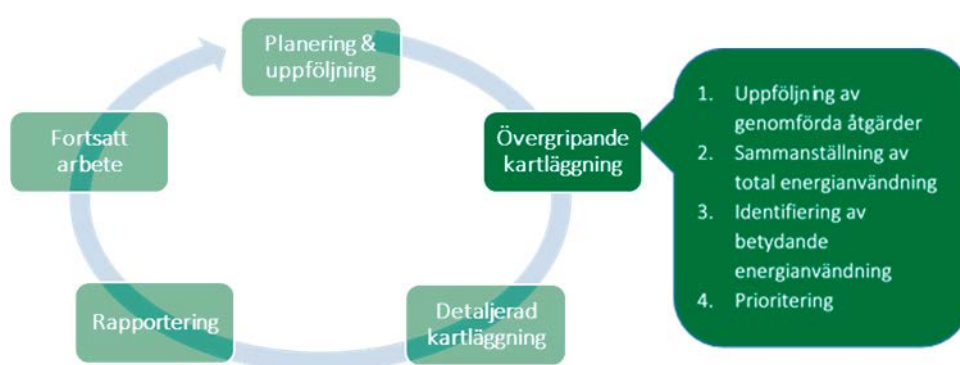 Planering &
uppföljning
Övergripande
kartläggning
1. Uppföljning av
genomförda åtgärder
2. Sammanställning av
total energianvändning
3. Identifiering av
betydande
energianvändning
4. Prioritering
Detaljerad
kartläggning
Rapportering
Fortsatt
arbete